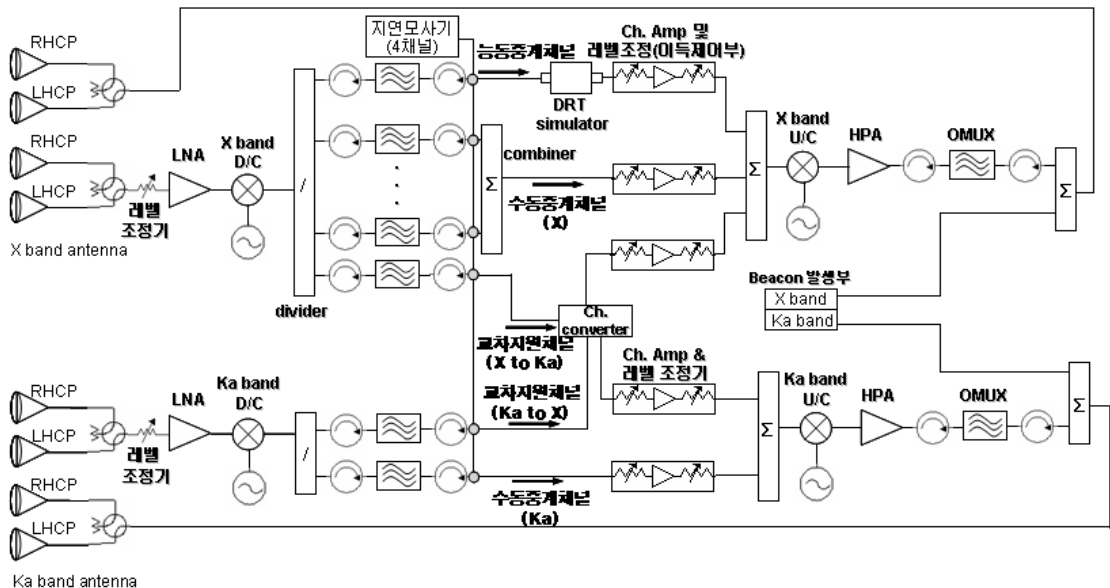 지연모사기
(4채널)
RHCP
LHCP
능동중계채널
Ch. Amp 및
레벨조정(이득제어부)
DRT
simulator
RHCP
LHCP
레벨
조정기
X band antenna
LNA
X band
D/C
/
divider
combiner
Σ
수동중계채널
(X)
Σ
X band
U/C
HPA
OMUX
Σ
Beacon 발생부
X band
Ka band
Ch.
converter
교차지원채널
(X to Ka)
교차지원채널
(Ka to X)
Ch. Amp &
레벨 조정기
RHCP
LHCP
레벨
조정기
LNA
Ka band
D/C
/
수동중계채널
(Ka)
Σ
Ka band
U/C
HPA
OMUX
Σ
RHCP
LHCP
Ka band antenna